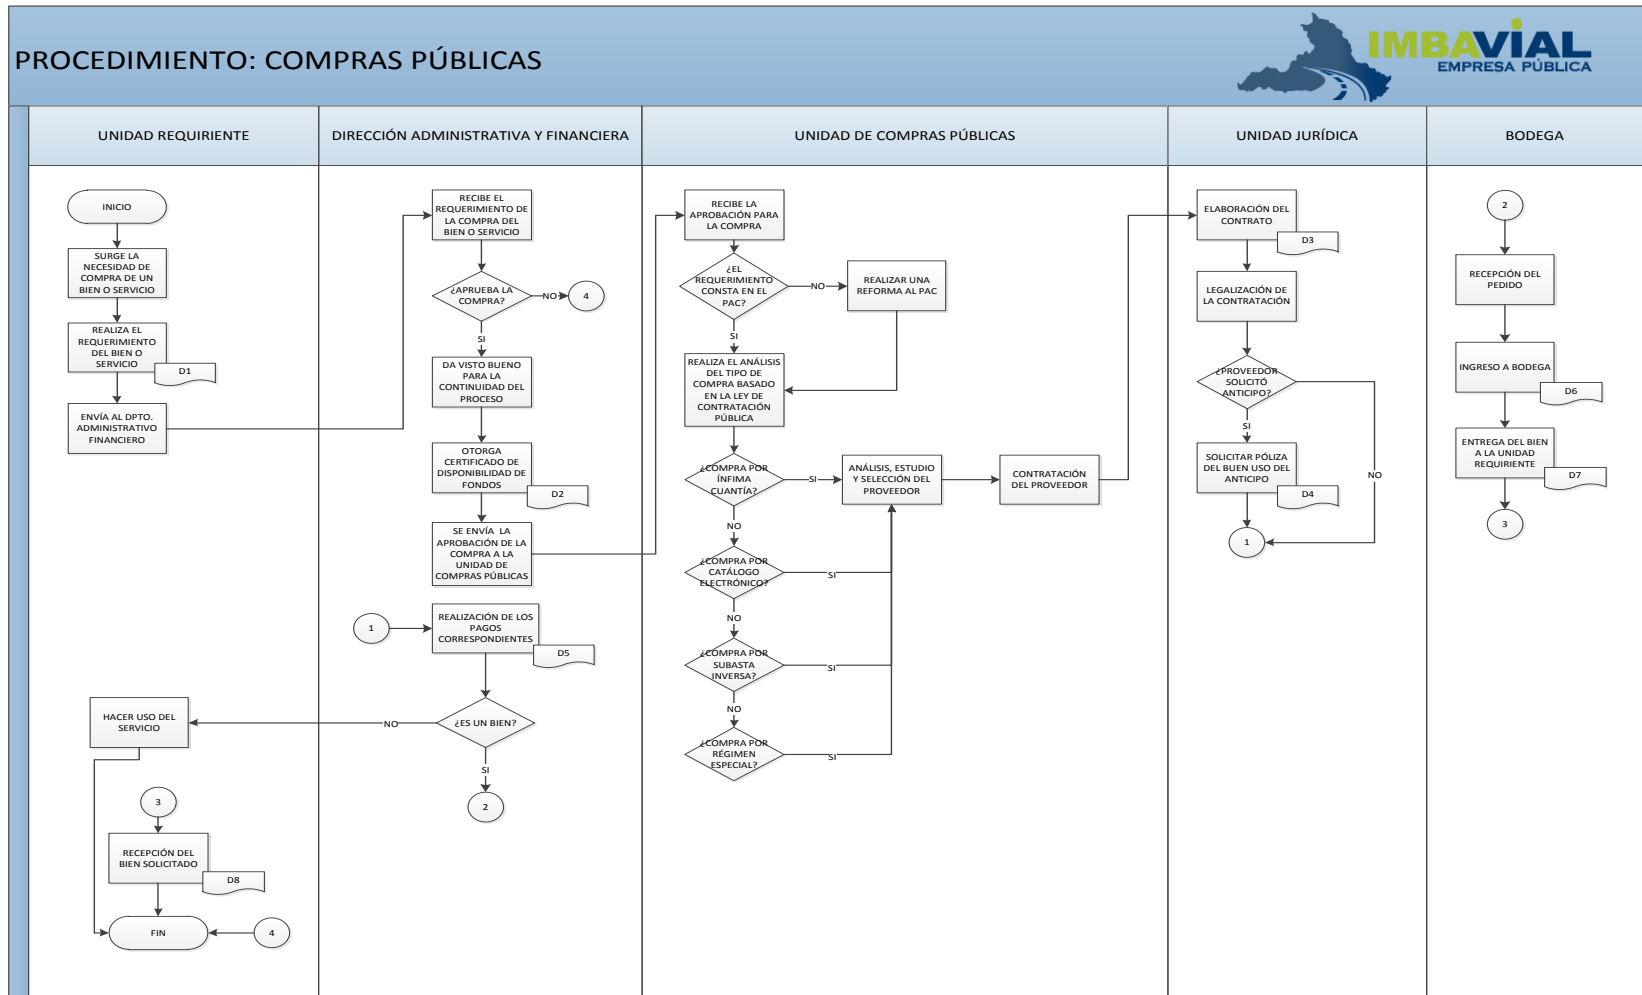 PROCEDIMIENTO: COMPRAS PÚBLICAS
IMBAVIAL
EMPRESA PÚBLICA
UNIDAD REQUIRIENTE
DIRECCIÓN ADMINISTRATIVA Y FINANCIERA
UNIDAD DE COMPRAS PÚBLICAS
UNIDAD JURÍDICA
BODEGA
INICIO
SURGE LA
NECESIDAD DE
COMPRA DE UN
BIEN O SERVICIO
REALIZA EL
REQUERIMIENTO
DEL BIEN O
SERVICIO
D1
ENVÍA AL DPTO.
ADMINISTRATIVO
FINANCIERO
HACER USO DEL
SERVICIO
3
RECEPCIÓN DEL
BIEN SOLICITADO
D8
FIN
4
RECIBE EL
REQUERIMIENTO DE
LA COMPRA DEL
BIEN O SERVICIO
¿APRUEBA LA
COMPRA?
NO
4
SI
DA VISTO BUENO
PARA LA
CONTINUIDAD DEL
PROCESO
OTORGA
CERTIFICADO DE
DISPONIBILIDAD DE
FONDOS
D2
SE ENVÍA LA
APROBACIÓN DE LA
COMPRA A LA
UNIDAD DE
COMPRAS PÚBLICAS
1
REALIZACIÓN DE LOS
PAGOS
CORRESPONDIENTES
D5
¿ES UN BIEN?
NO
SI
2
RECIBE LA
APROBACIÓN PARA
LA COMPRA
¿EL
REQUERIMIENTO
CONSTA EN EL
PAC?
NO
REALIZAR UNA
REFORMA AL PAC
SI
REALIZA EL ANÁLISIS
DEL TIPO DE
COMPRA BASADO
EN LA LEY DE
CONTRATACIÓN
PÚBLICA
¿COMPRA POR
ÍNFIMA
CUANTÍA?
SI
ANÁLISIS, ESTUDIO
Y SELECCIÓN DEL
PROVEEDOR
CONTRATACIÓN
DEL PROVEEDOR
NO
¿COMPRA POR
CATÁLOGO
ELECTRÓNICO?
SI
NO
¿COMPRA POR
SUBASTA
INVERSA?
SI
NO
¿COMPRA POR
RÉGIMEN
ESPECIAL?
SI
ELABORACIÓN DEL
CONTRATO
D3
LEGALIZACIÓN DE
LA CONTRATACIÓN
¿PROVEEDOR
SOLICITÓ
ANTICIPO?
SI
NO
SOLICITAR PÓLIZA
DEL BUEN USO DEL
ANTICIPO
D4
1
2
RECEPCIÓN DEL
PEDIDO
INGRESO A BODEGA
D6
ENTREGA DEL BIEN
A LA UNIDAD
REQUIRIENTE
D7
3